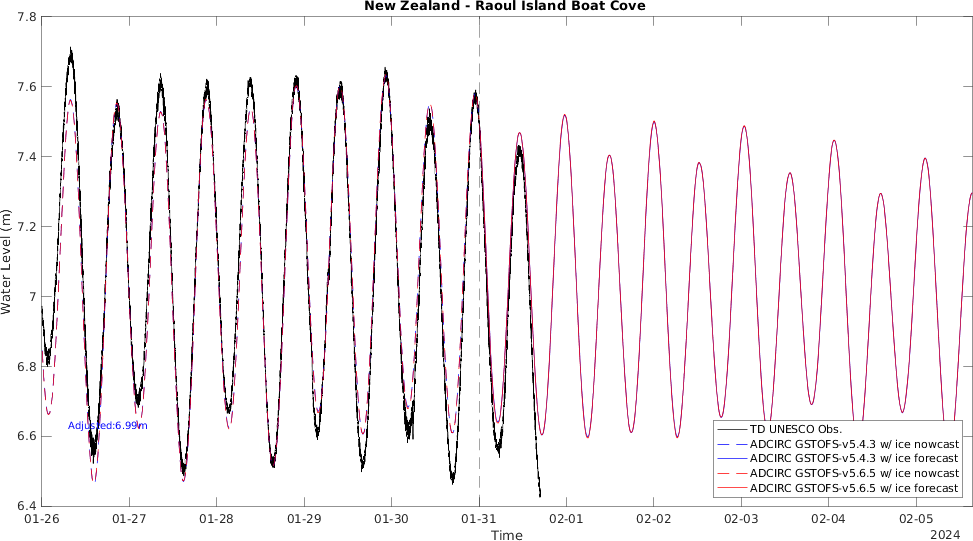 New Zealand - Raoul Island Boat Cove
7.8
7.6
7.4
7.2
7
6.8
6.6
6.4
Water Level (m)
Adjusted:6.99m
TD UNESCO Obs.
ADCIRC GSTOFS-v5.4.3 w/ ice nowcast
ADCIRC GSTOFS-v5.4.3 w/ ice forecast
ADCIRC GSTOFS-v5.6.5 w/ ice nowcast
ADCIRC GSTOFS-v5.6.5 w/ ice forecast
01-26 01-27 01-28 01-29 01-30 01-31 02-01 02-02 02-03 02-04 02-05
Time
2024